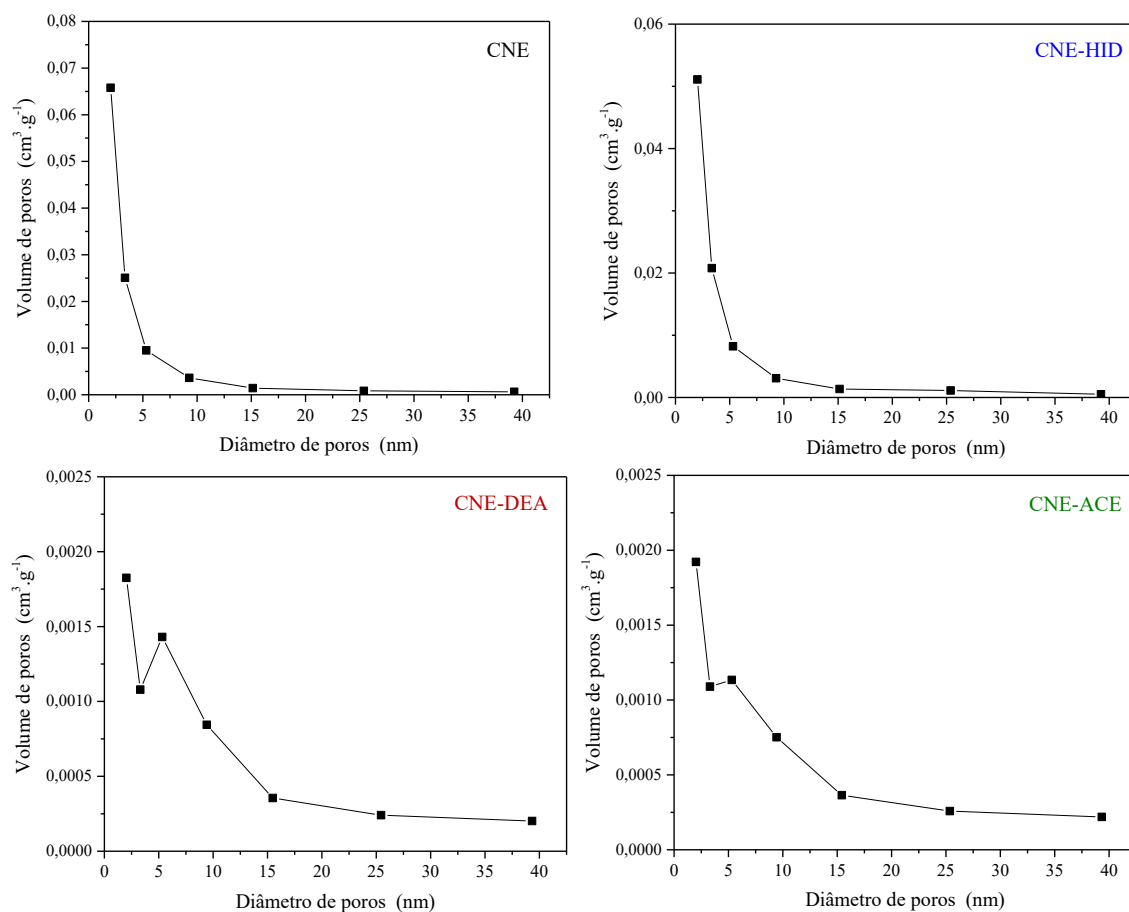 CNE
0,08
0,07
0,06
0,05
0,04
0,03
0,02
0,01
0,00
Volume de poros (cm³.g⁻¹)
0 5 10 15 20 25 30 35 40
Diâmetro de poros (nm)
CNE-HID
0,06
0,04
0,02
0,00
Volume de poros (cm³.g⁻¹)
0 5 10 15 20 25 30 35 40
Diâmetro de poros (nm)
CNE-DEA
0,0025
0,0020
0,0015
0,0010
0,0005
0,0000
Volume de poros (cm³.g⁻¹)
0 5 10 15 20 25 30 35 40
Diâmetro de poros (nm)
CNE-ACE
0,0025
0,0020
0,0015
0,0010
0,0005
0,0000
Volume de poros (cm³.g⁻¹)
0 5 10 15 20 25 30 35 40
Diâmetro de poros (nm)